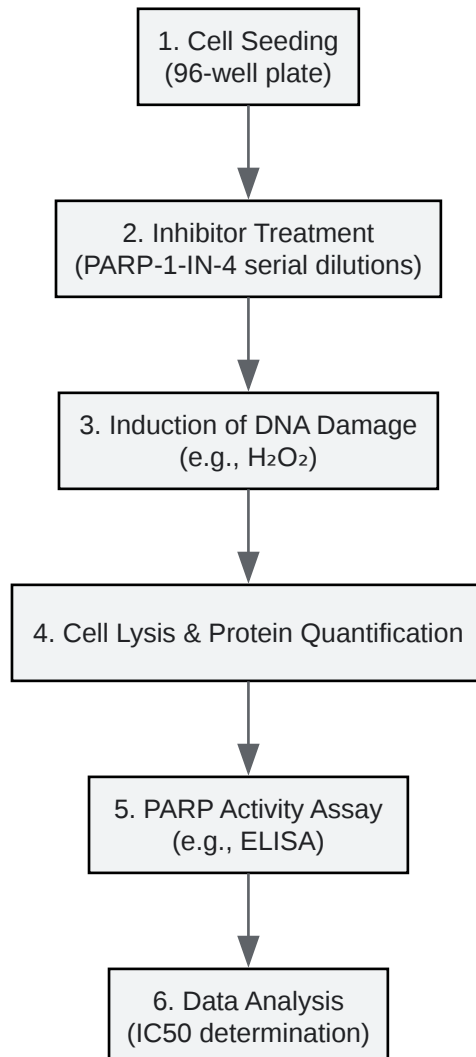 1. Cell Seeding
(96-well plate)
2. Inhibitor Treatment
(PARP-1-IN-4 serial dilutions)
3. Induction of DNA Damage
(e.g., H₂O₂)
4. Cell Lysis & Protein Quantification
5. PARP Activity Assay
(e.g., ELISA)
6. Data Analysis
(IC50 determination)